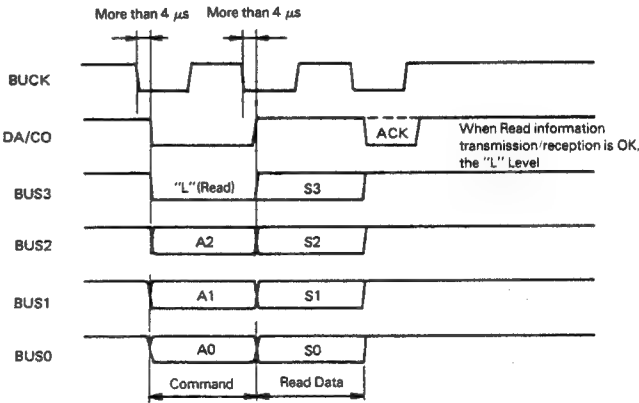 More than 4 μs More than 4 μs
BUCK
DA/CO ACK When Read information
transmission/reception is OK,
the "L" Level
BUS3 "L"(Read) S3
BUS2 A2 S2
BUS1 A1 S1
BUS0 A0 S0
Command Read Data